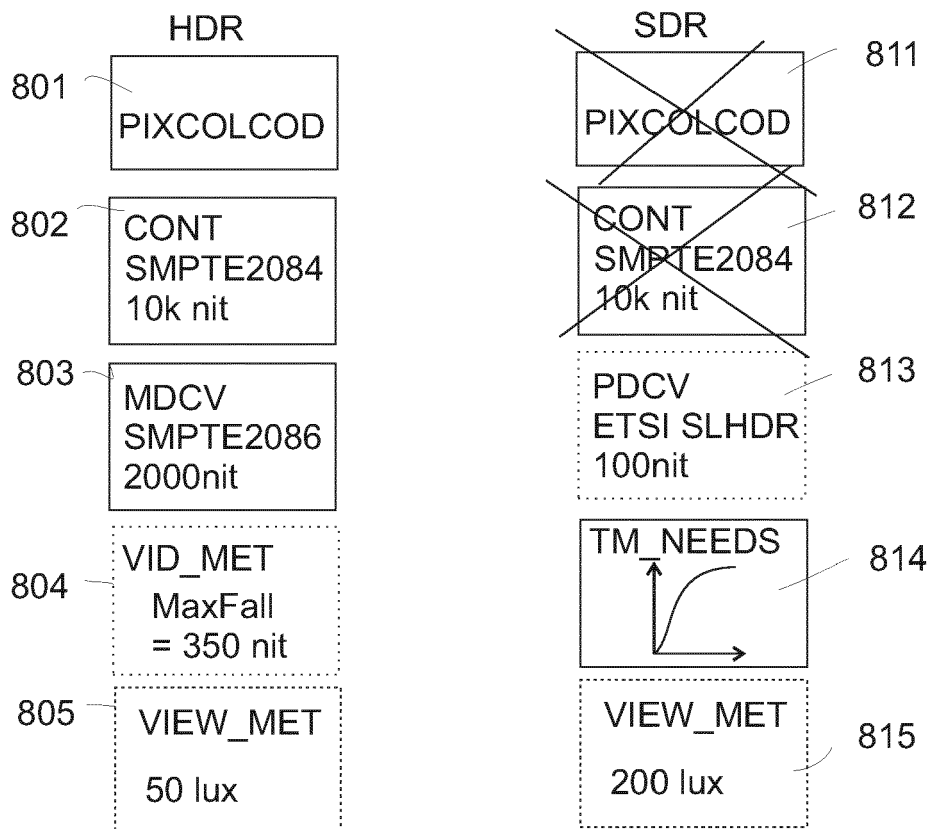 HDR
801
PIXCOLCOD
802
CONT
SMPTE2084
10k nit
803
MDCV
SMPTE2086
2000nit
804
VID_MET
MaxFall
= 350 nit
805
VIEW_MET
50 lux
SDR
811
PIXCOLCOD
812
CONT
SMPTE2084
10k nit
813
PDCV
ETSI SLHDR
100nit
TM_NEEDS
814
VIEW_MET
815
200 lux